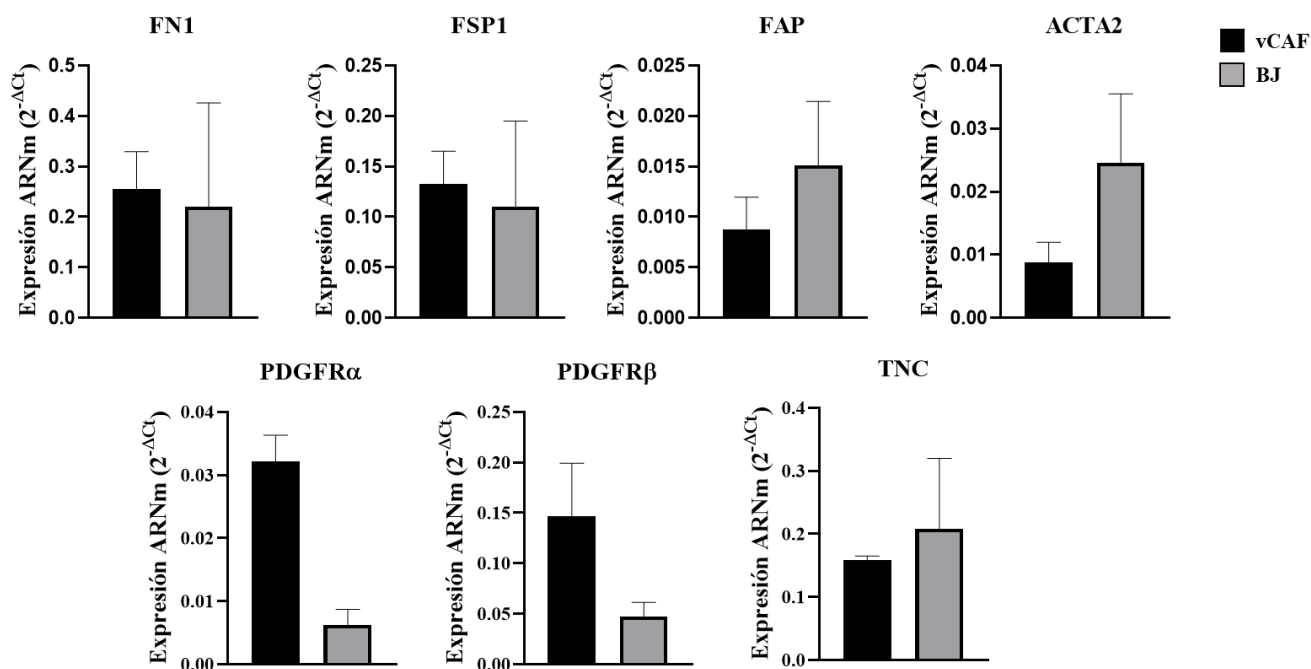 FN1
Expresión ARNm (2^-ΔCt)
0.5
0.4
0.3
0.2
0.1
0.0
FSP1
Expresión ARNm (2^-ΔCt)
0.25
0.20
0.15
0.10
0.05
0.00
FAP
Expresión ARNm (2^-ΔCt)
0.025
0.020
0.015
0.010
0.005
0.000
ACTA2
Expresión ARNm (2^-ΔCt)
0.04
0.03
0.02
0.01
0.00
vCAF
BJ
PDGFRα
Expresión ARNm (2^-ΔCt)
0.04
0.03
0.04
0.01
0.00
PDGFRβ
Expresión ARNm (2^-ΔCt)
0.25
0.20
0.15
0.10
0.05
0.00
TNC
Expresión ARNm (2^-ΔCt)
0.4
0.3
0.2
0.1
0.0